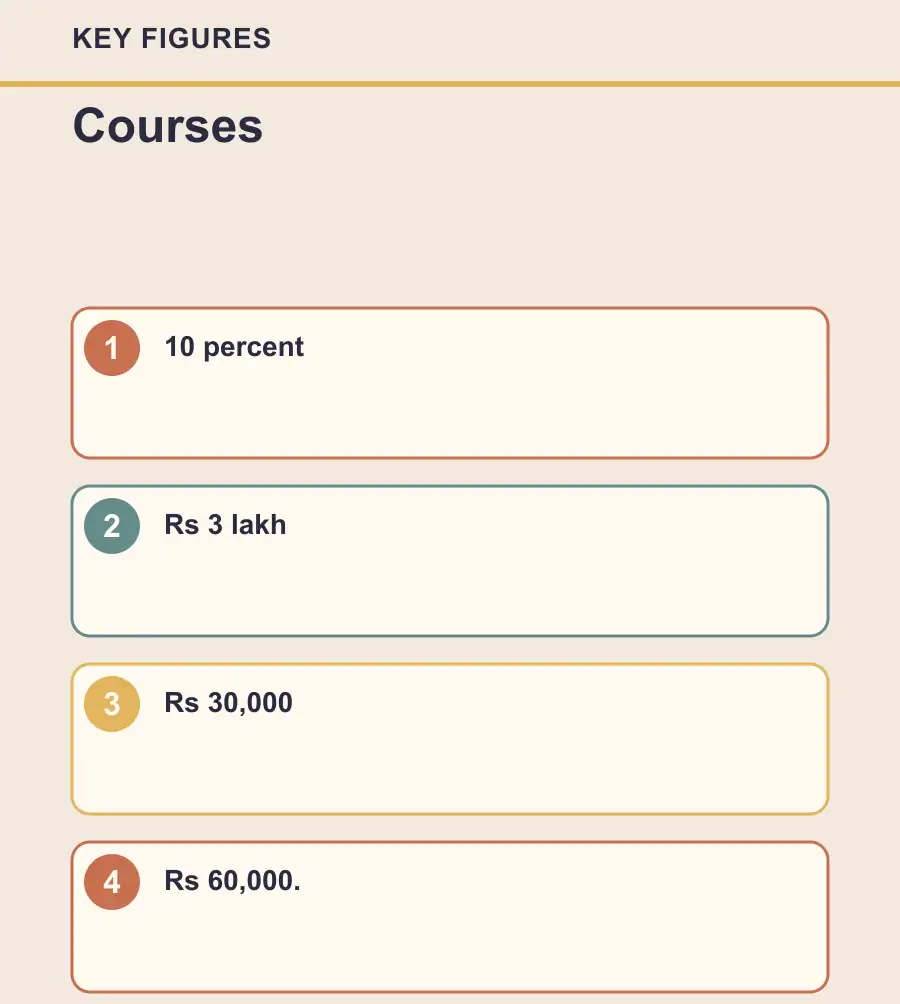 KEY FIGURES
Courses
1 10 percent
2 Rs 3 lakh
3 Rs 30,000
4 Rs 60,000.